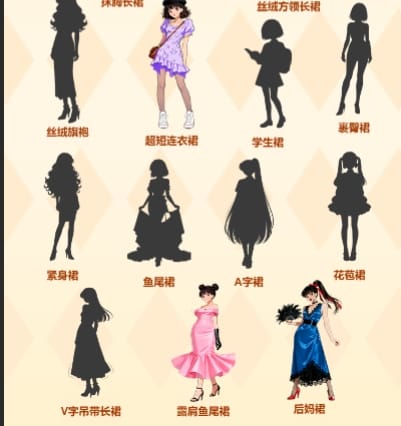 抹胸长裙
丝绒方领长裙
丝绒旗袍
超短连衣裙
学生裙
裹臀裙
紧身裙
鱼尾裙
A字裙
花苞裙
V字吊带长裙
露肩鱼尾裙
后妈裙